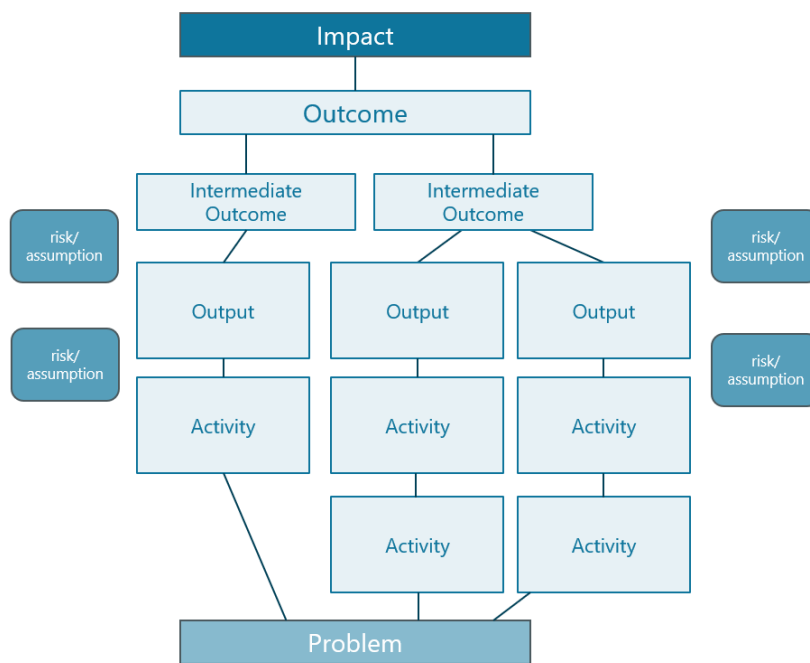 Impact
Outcome
Intermediate
Outcome
Intermediate
Outcome
risk/
assumption
risk/
assumption
Output
Output
Output
risk/
assumption
risk/
assumption
Activity
Activity
Activity
Activity
Activity
Problem